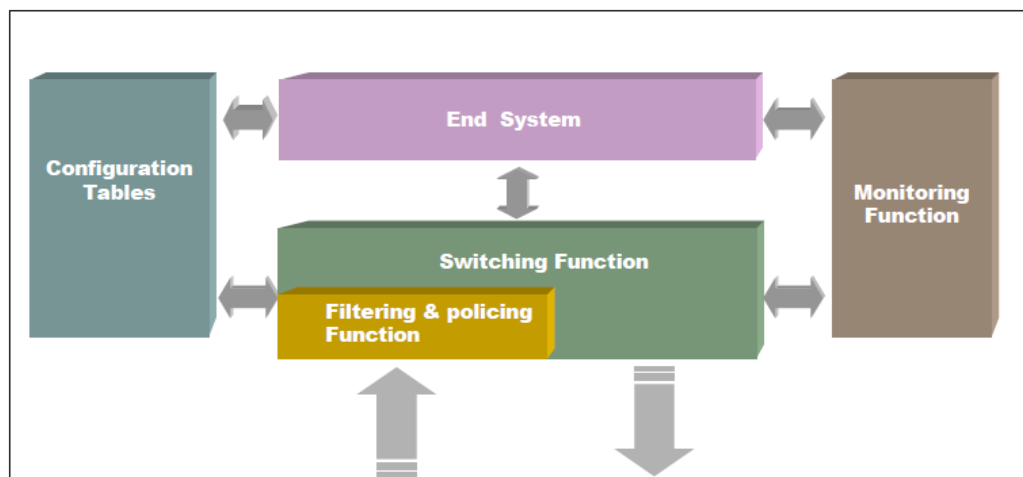 End System
Configuration
Tables
Monitoring
Function
Switching Function
Filtering & policing
Function